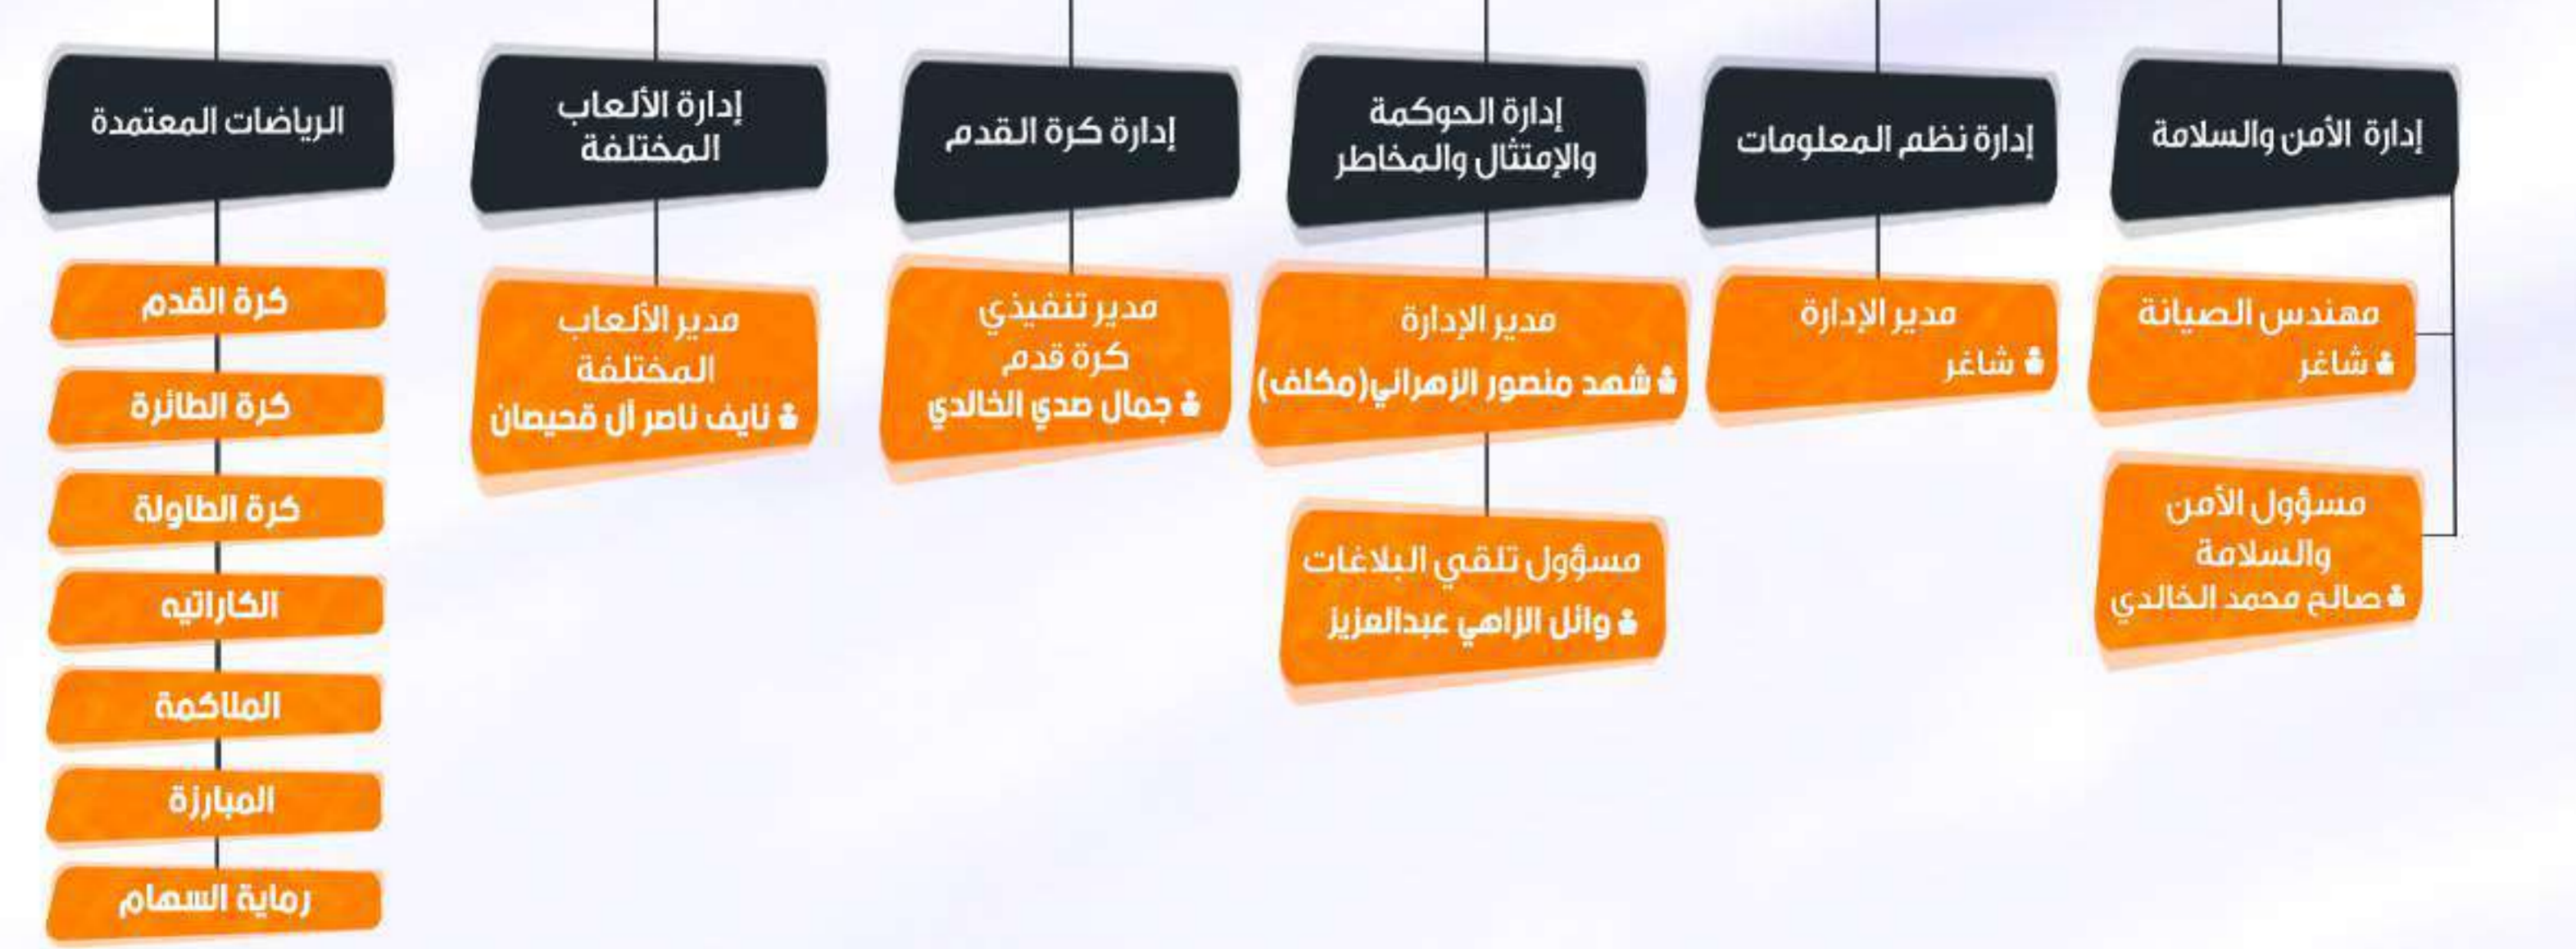 إدارة الأمن والسلامة
مهندس الصيانة
شاغر
مسؤول الأمن
والسلامة
صالح محمد الخالدي
إدارة نظم المعلومات
مدير الإدارة
شاغر
إدارة الحوكمة
والإمتثال والمخاطر
مدير الإدارة
شهد منصور الزهراني(مكلف)
مسؤول تلقي البلاغات
وائل الزاهي عبدالعزيز
إدارة كرة القدم
مدير تنفيذي
كرة قدم
جمال صدي الخالدي
إدارة الألعاب
المختلفة
مدير الألعاب
المختلفة
نايف ناصر آل قحيصان
الرياضات المعتمدة
كرة القدم
كرة الطائرة
كرة الطاولة
الكاراتيه
الملاكمة
المبارزة
رماية السهام